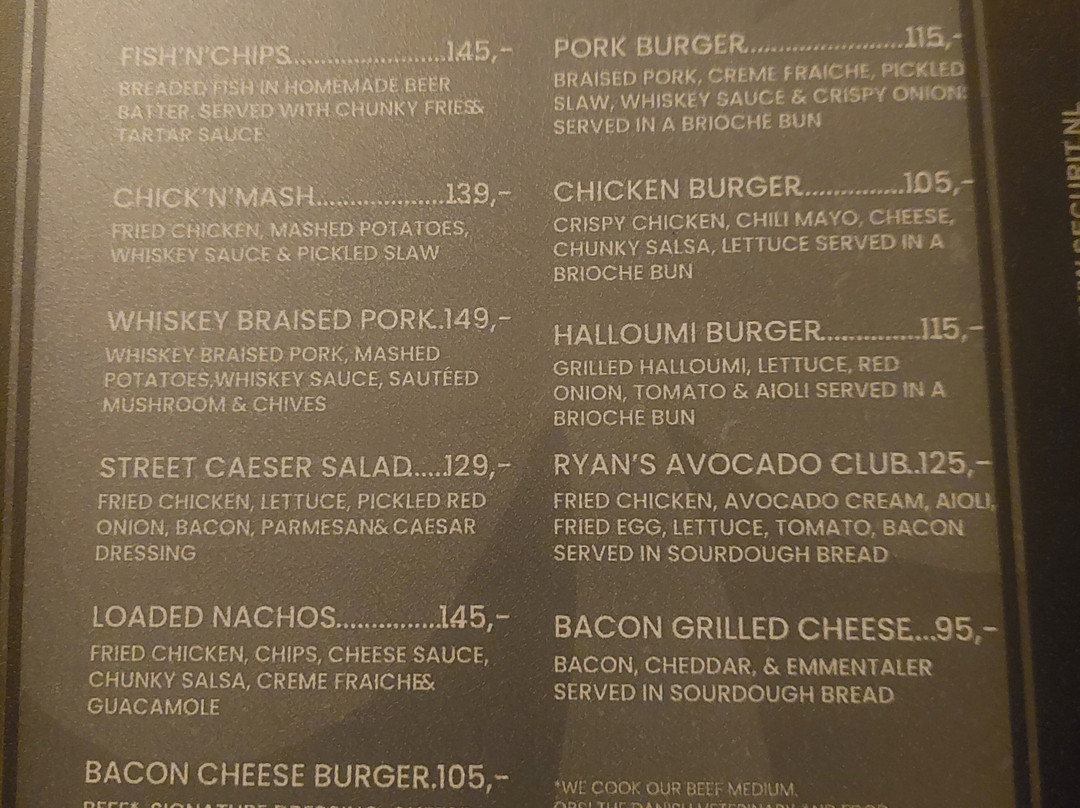 FISH'N'CHIPS......................145,-
BREADED FISH IN HOMEMADE BEER
BATTER. SERVED WITH CHUNKY FRIES&
TARTAR SAUCE
CHICK'N'MASH...................139,-
FRIED CHICKEN, MASHED POTATOES,
WHISKEY SAUCE & PICKLED SLAW
WHISKEY BRAISED PORK..149,-
WHISKEY BRAISED PORK, MASHED
POTATOES,WHISKEY SAUCE, SAUTÉED
MUSHROOM & CHIVES
STREET CAESER SALAD.....129,-
FRIED CHICKEN, LETTUCE, PICKLED RED
ONION, BACON, PARMESAN& CAESAR
DRESSING
LOADED NACHOS................145,-
FRIED CHICKEN, CHIPS, CHEESE SAUCE,
CHUNKY SALSA, CREME FRAICHE&
GUACAMOLE
BACON CHEESE BURGER.105,-
PORK BURGER.......................115,-
BRAISED PORK, CREME FRAICHE, PICKLED
SLAW, WHISKEY SAUCE & CRISPY ONIONS
SERVED IN A BRIOCHE BUN
CHICKEN BURGER..............105,-
CRISPY CHICKEN, CHILI MAYO, CHEESE,
CHUNKY SALSA, LETTUCE SERVED IN A
BRIOCHE BUN
HALLOUMI BURGER..............115,-
GRILLED HALLOUMI, LETTUCE, RED
ONION, TOMATO & AIOLI SERVED IN A
BRIOCHE BUN
RYAN'S AVOCADO CLUB..125,-
FRIED CHICKEN, AVOCADO CREAM, AIOLI,
FRIED EGG, LETTUCE, TOMATO, BACON
SERVED IN SOURDOUGH BREAD
BACON GRILLED CHEESE...95,-
BACON, CHEDDAR, & EMMENTALER
SERVED IN SOURDOUGH BREAD
*WE COOK OUR BEEF MEDIUM.